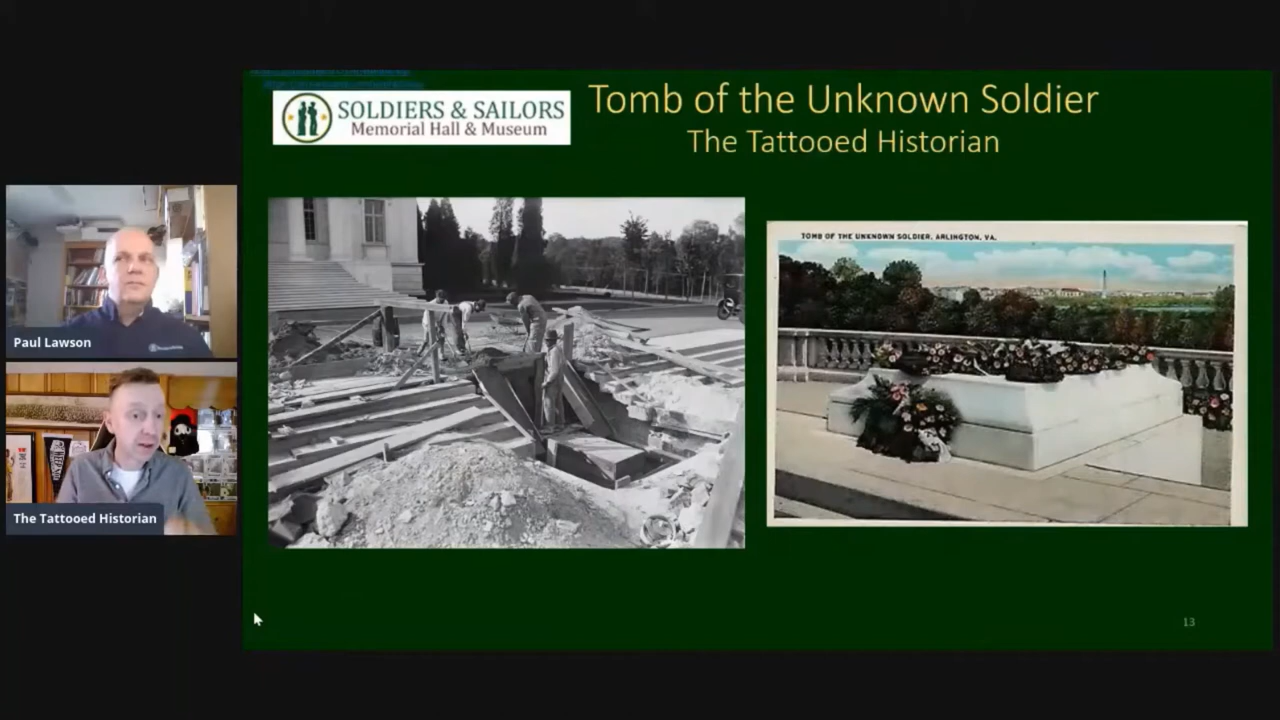 SOLDIERS & SAILORS
Memorial Hall & Museum
Tomb of the Unknown Soldier
The Tattooed Historian
TOMB OF THE UNKNOWN SOLDIER, ARLINGTON, VA.
Paul Lawson
The Tattooed Historian
13